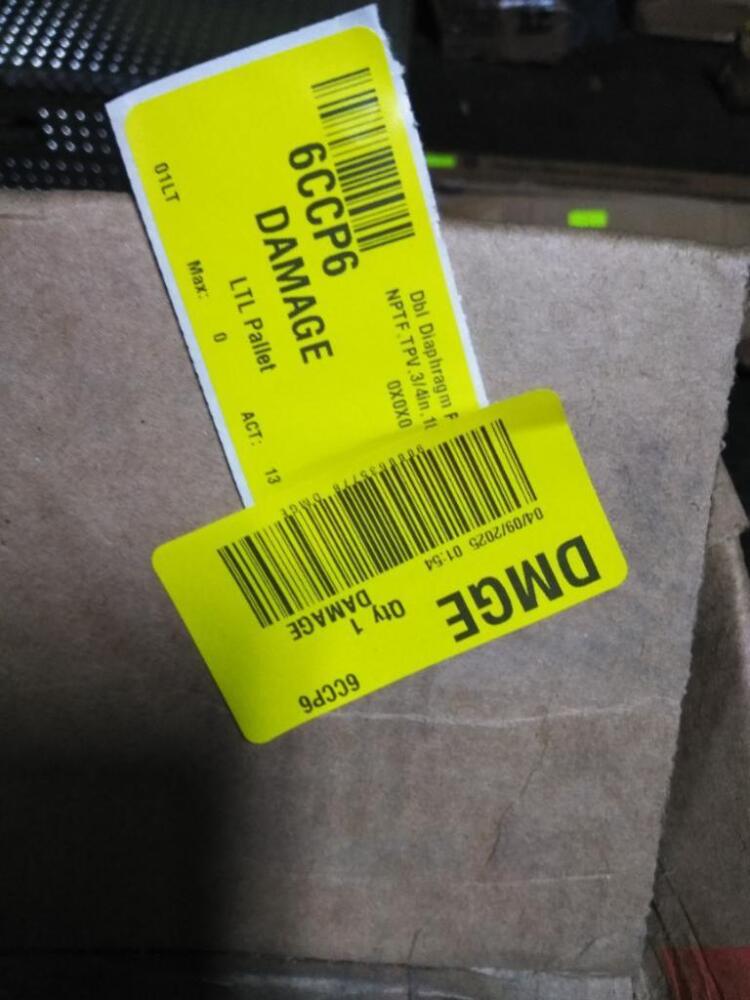 6CCP6
DAMAGE
Dbl Diaphragm
NPTF.TPV.3/4in.
0X0X0
LTL Pallet
01LT
Max: 0
ACT: 13
DMGE
04/09/2025 01:54
Qty 1
DAMAGE
6CCP6